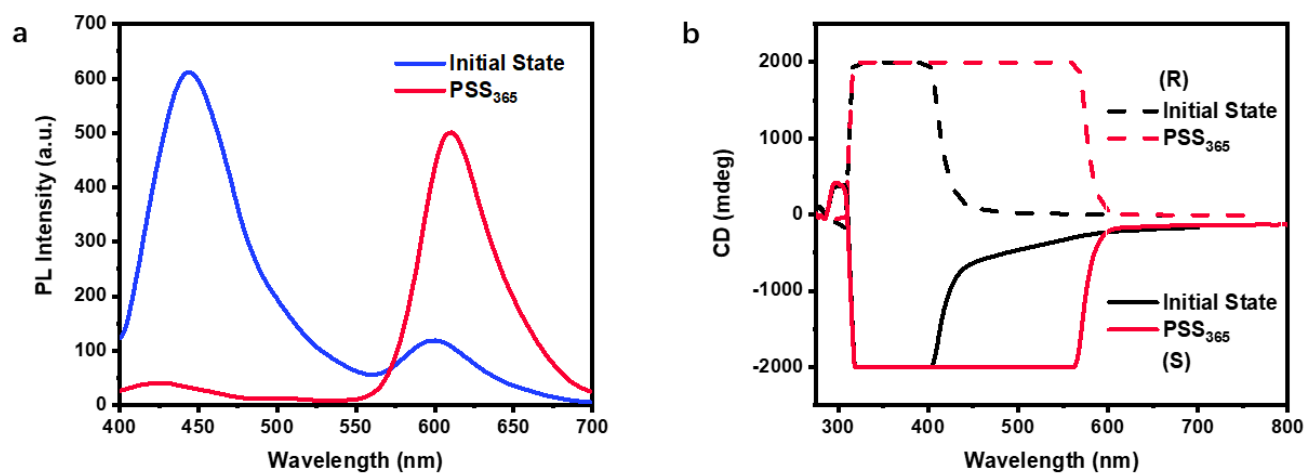 a
PL Intensity (a.u.)
700
600
500
400
300
200
100
0
400
450
500
550
600
650
700
Wavelength (nm)
Initial State
PSS365
b
CD (mdeg)
2000
1000
0
-1000
-2000
300
400
500
600
700
800
Wavelength (nm)
(R)
Initial State
PSS365
Initial State
PSS365
(S)